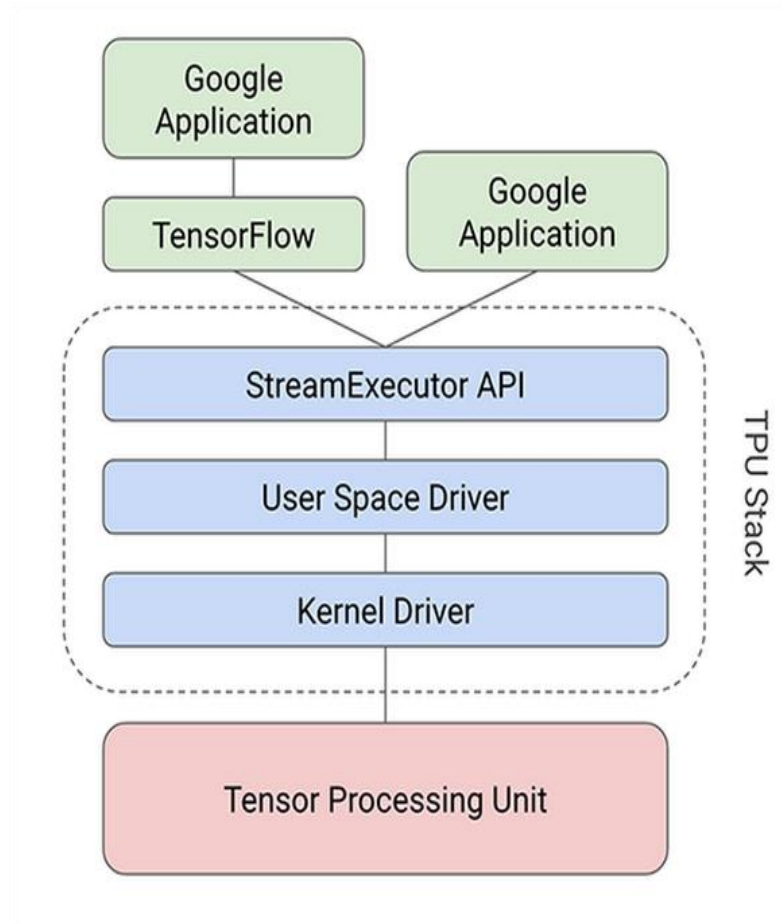 Google
Application
TensorFlow
Google
Application
StreamExecutor API
User Space Driver
Kernel Driver
TPU Stack
Tensor Processing Unit